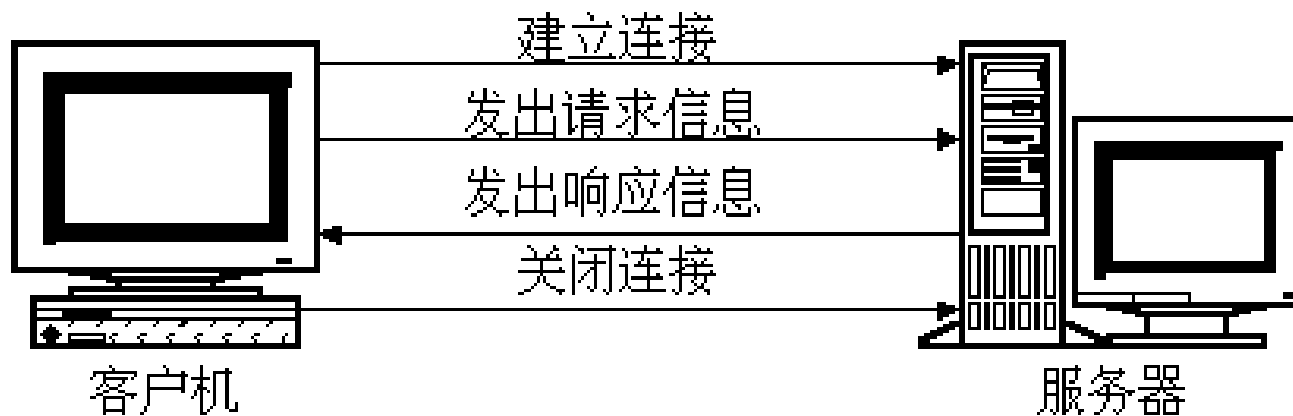 建立连接
发出请求信息
发出响应信息
关闭连接
客户机
服务器